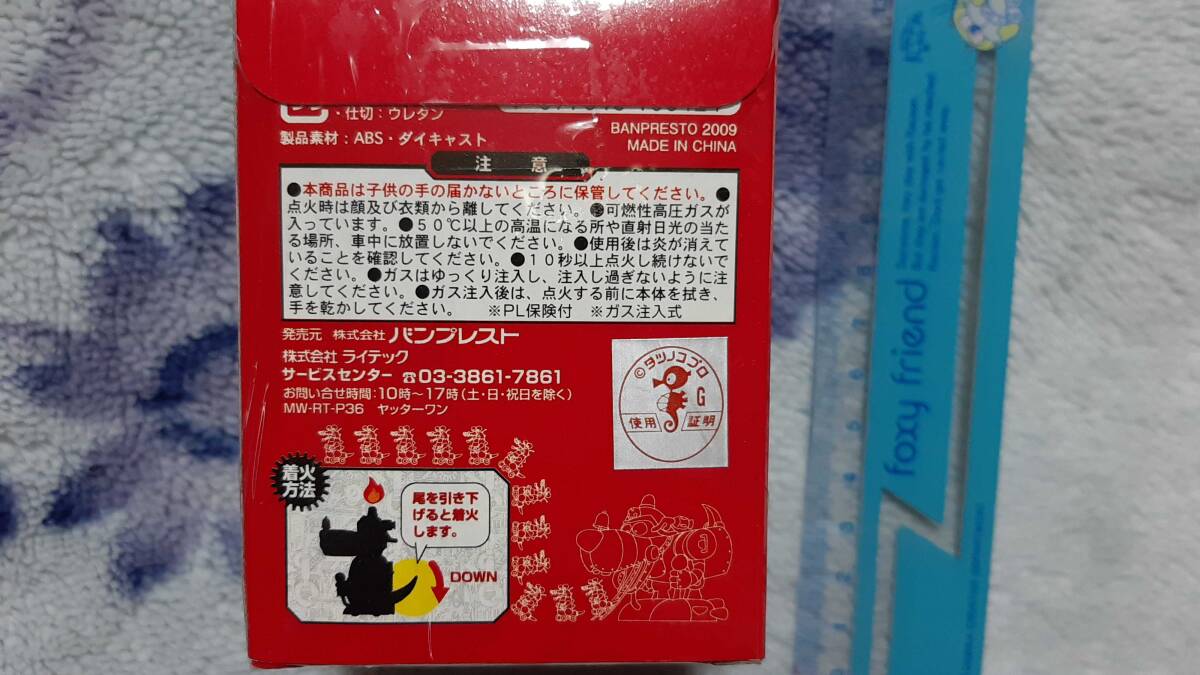 ・仕切：ウレタン
製品素材：ABS・ダイキャスト
BANPRESTO 2009
MADE IN CHINA
注 意
●本商品は子供の手の届かないところに保管してください。●
点火時は顔及び衣類から離してください。●可燃性高圧ガスが
入っています。●５０℃以上の高温になる所や直射日光の当た
る場所、車中に放置しないでください。●使用後は炎が消えて
いることを確認してください。●１０秒以上点火し続けないで
ください。●ガスはゆっくり注入し、注入し過ぎないように注
意してください。●ガス注入後は、点火する前に本体を拭き、
手を乾かしてください。 ※PL保険付 ※ガス注入式
発売元 株式会社 バンプレスト
株式会社 ライテック
サービスセンター ☎03-3861-7861
お問い合せ時間：10時～17時（土・日・祝日を除く）
MW-RT-P36 ヤッターワン
©タツノコプロ
G
使用 証明
着火
方法
尾を引き下
げると着火
します。
DOWN
foxy friend